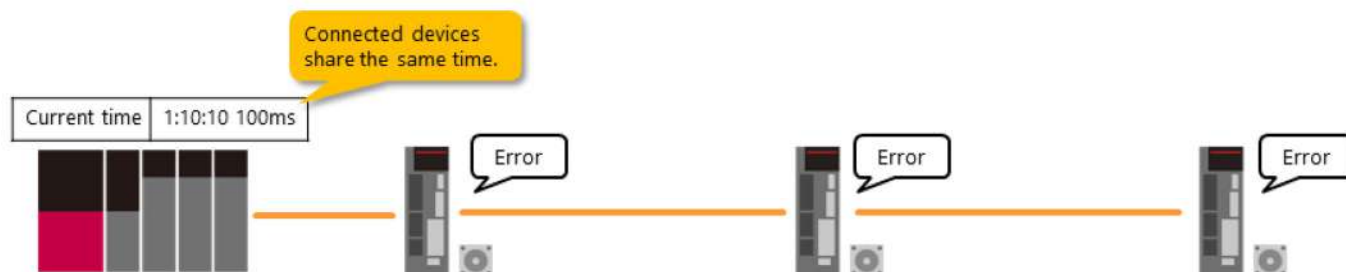 Connected devices
share the same time.
Current time 1:10:10 100ms
Error
Error
Error